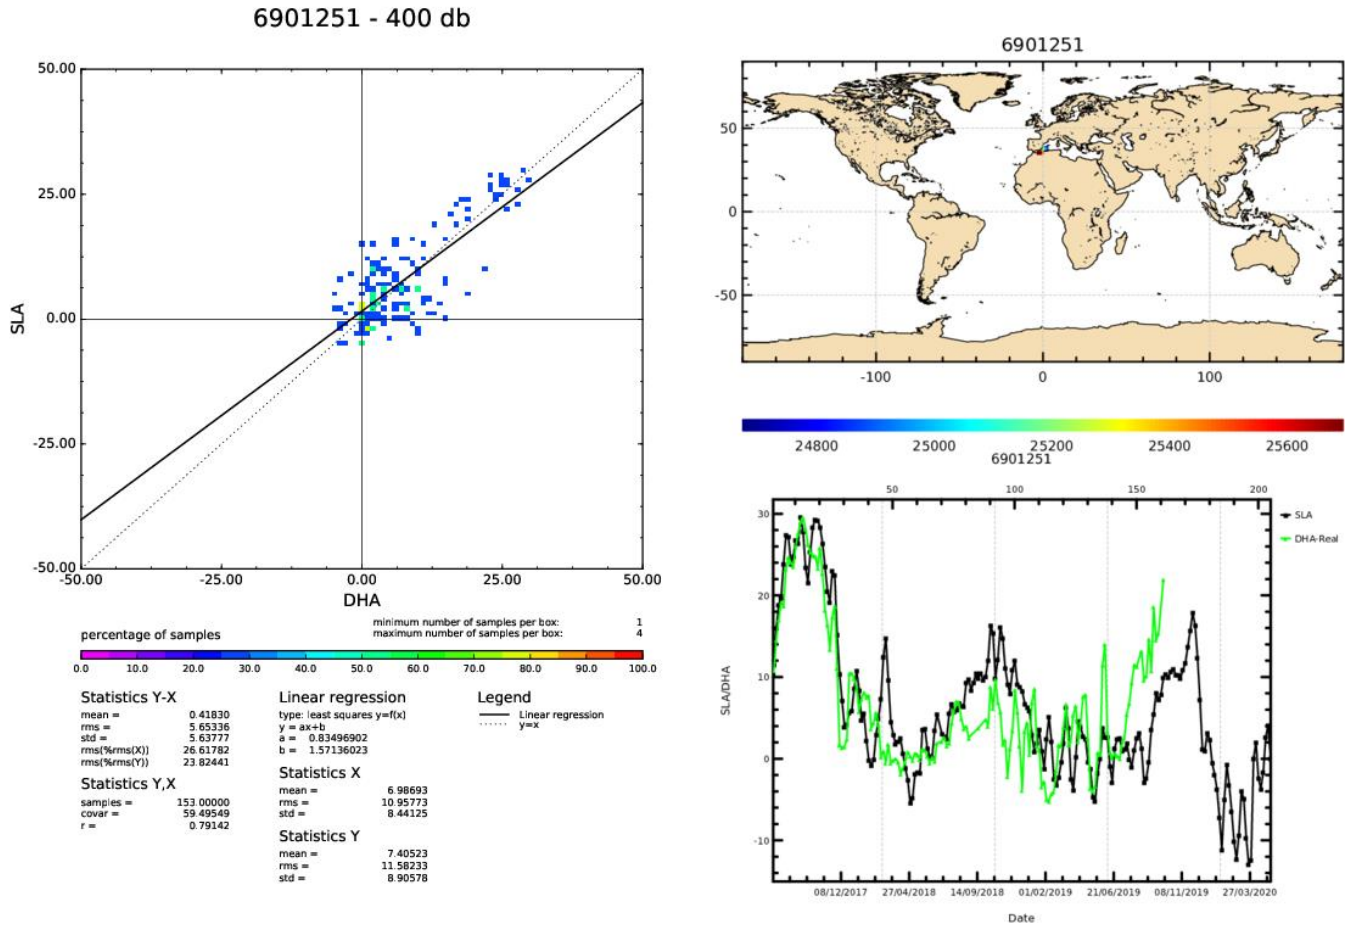 6901251 - 400 db
50.00
25.00
0.00
-25.00
-50.00
SLA
-50.00 -25.00 0.00 25.00 50.00
DHA
percentage of samples
minimum number of samples per box: 1
maximum number of samples per box: 4
0.0 10.0 20.0 30.0 40.0 50.0 60.0 70.0 80.0 90.0 100.0
Statistics Y-X
mean = 0.41830
rms = 5.65336
std = 5.63777
rms(%rms(X)) 26.61782
rms(%rms(Y)) 23.82441
Statistics Y,X
samples = 153.00000
covar = 59.49549
r = 0.79142
Linear regression
type: least squares y=f(x)
y = ax+b
a = 0.83496902
b = 1.57136023
Statistics X
mean = 6.98693
rms = 10.95773
std = 8.44125
Statistics Y
mean = 7.40523
rms = 11.58233
std = 8.90578
Legend
Linear regression
y=x
6901251
50
0
-50
-100 0 100
24800 25000 25200 25400 25600
6901251
50 100 150 200
30
20
10
0
-10
SLA/DHA
SLA
DHA-Real
08/12/2017 27/04/2018 14/09/2018 01/02/2019 21/06/2019 08/11/2019 27/03/2020
Date